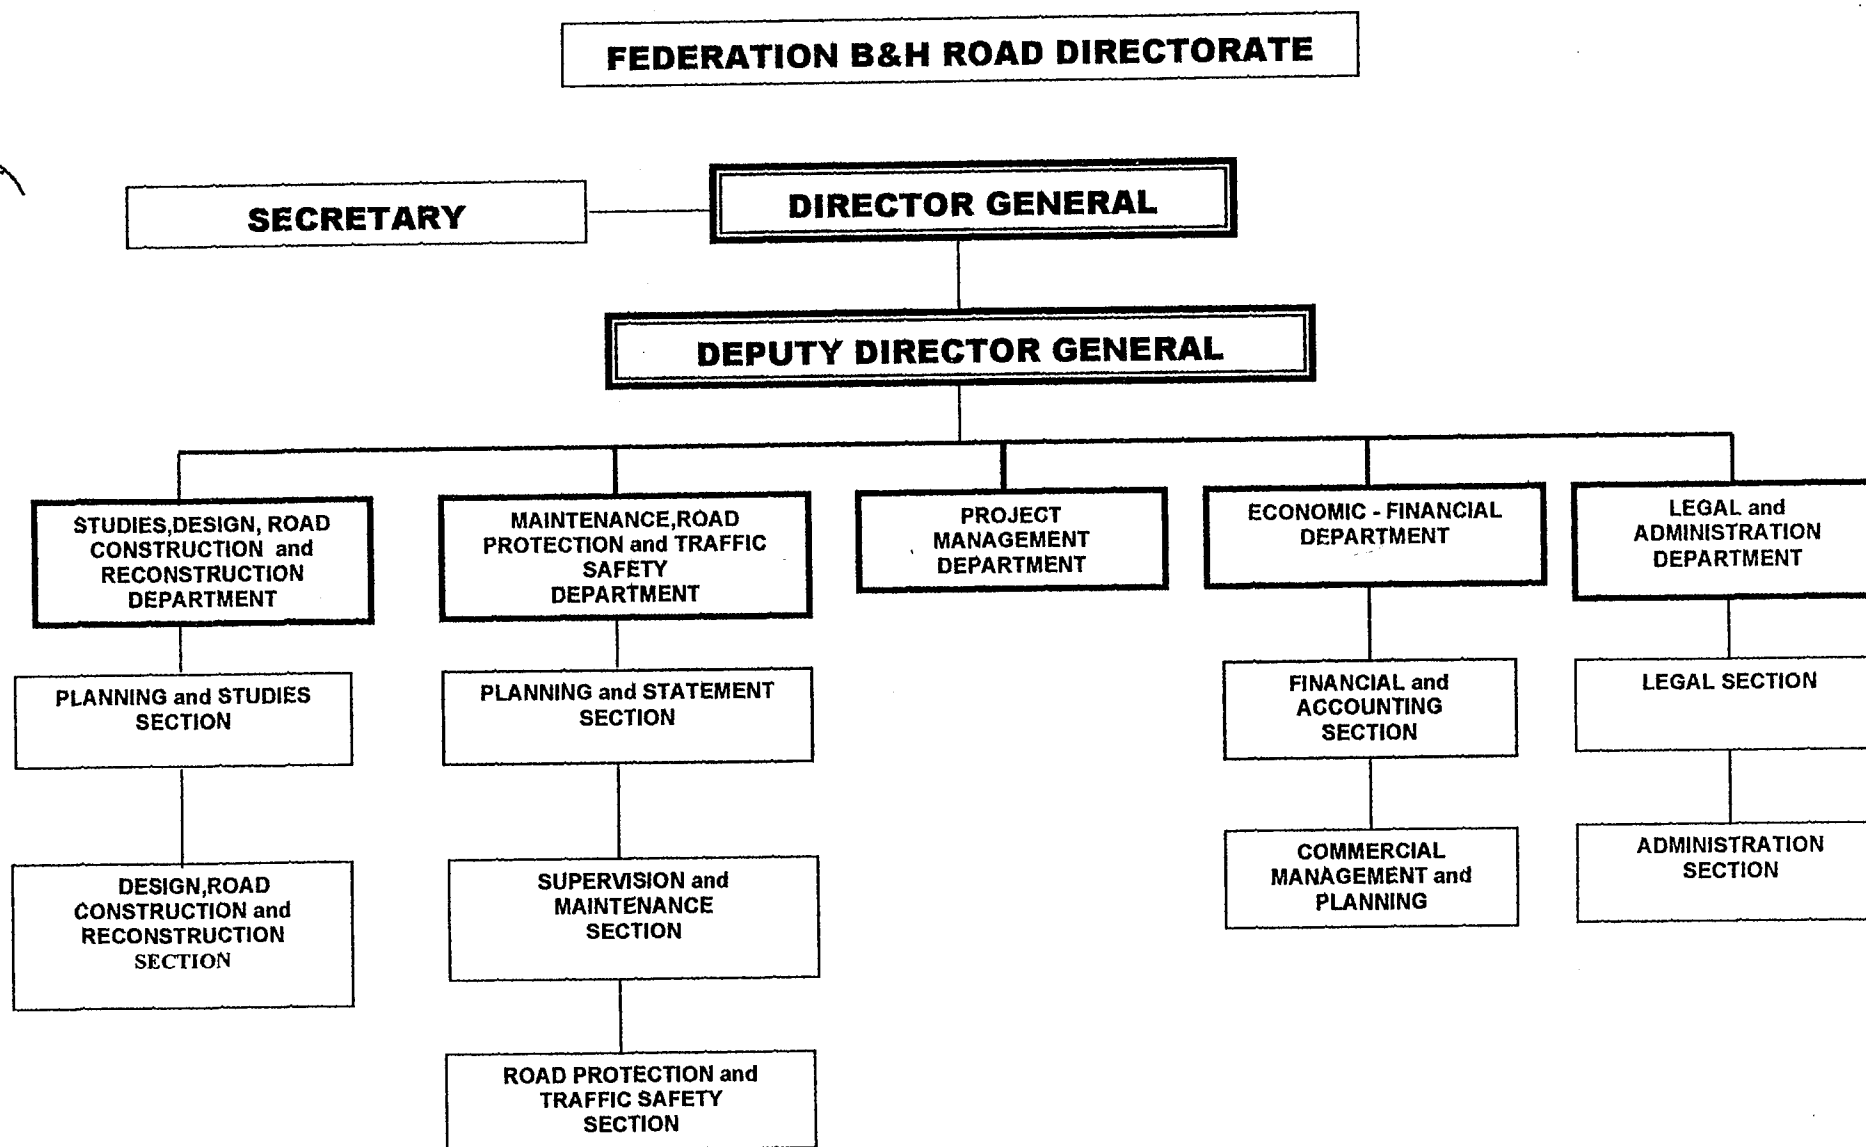 FEDERATION B&H ROAD DIRECTORATE
SECRETARY
DIRECTOR GENERAL
DEPUTY DIRECTOR GENERAL
STUDIES,DESIGN, ROAD
CONSTRUCTION and
RECONSTRUCTION
DEPARTMENT
MAINTENANCE,ROAD
PROTECTION and TRAFFIC
SAFETY
DEPARTMENT
PROJECT
MANAGEMENT
DEPARTMENT
ECONOMIC - FINANCIAL
DEPARTMENT
LEGAL and
ADMINISTRATION
DEPARTMENT
PLANNING and STUDIES
SECTION
PLANNING and STATEMENT
SECTION
FINANCIAL and
ACCOUNTING
SECTION
LEGAL SECTION
DESIGN,ROAD
CONSTRUCTION and
RECONSTRUCTION
SECTION
SUPERVISION and
MAINTENANCE
SECTION
COMMERCIAL
MANAGEMENT and
PLANNING
ADMINISTRATION
SECTION
ROAD PROTECTION and
TRAFFIC SAFETY
SECTION